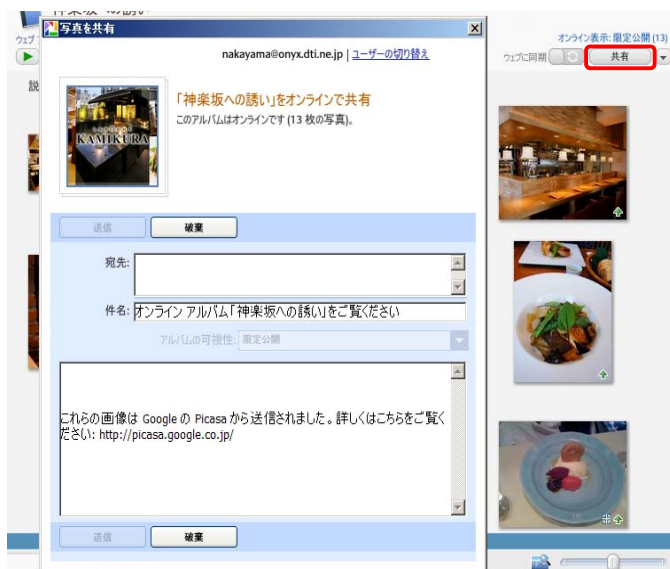 写真を共有
nakayama@onyx.dti.ne.jp | ユーザーの切り替え
オンライン表示: 限定公開 (13)
ウェブに同期
共有
「神楽坂への誘い」をオンラインで共有
このアルバムはオンラインです (13 枚の写真)。
KAMIKURA
送信
破棄
宛先:
件名: オンライン アルバム「神楽坂への誘い」をご覧ください
アルバムの可視性: 限定公開
これらの画像は Google の Picasa から送信されました。詳しくはこちらをご覧く
ださい: http://picasa.google.co.jp/
送信
破棄